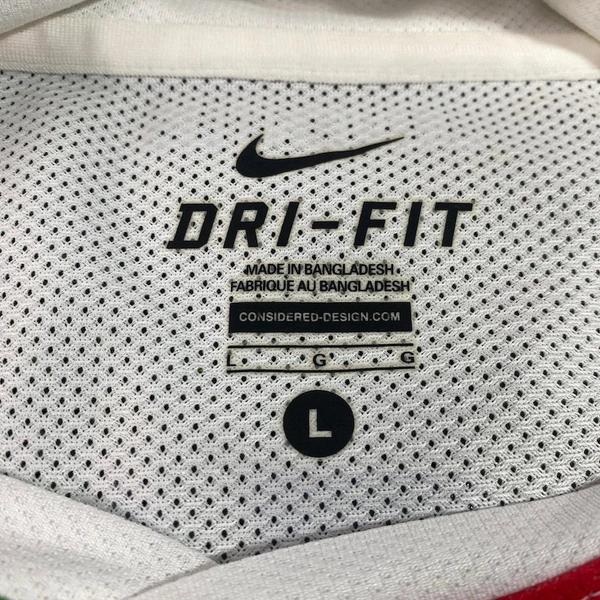 DRI-FIT
MADE IN BANGLADESH
FABRIQUE AU BANGLADESH
CONSIDERED-DESIGN.COM
L G G
L